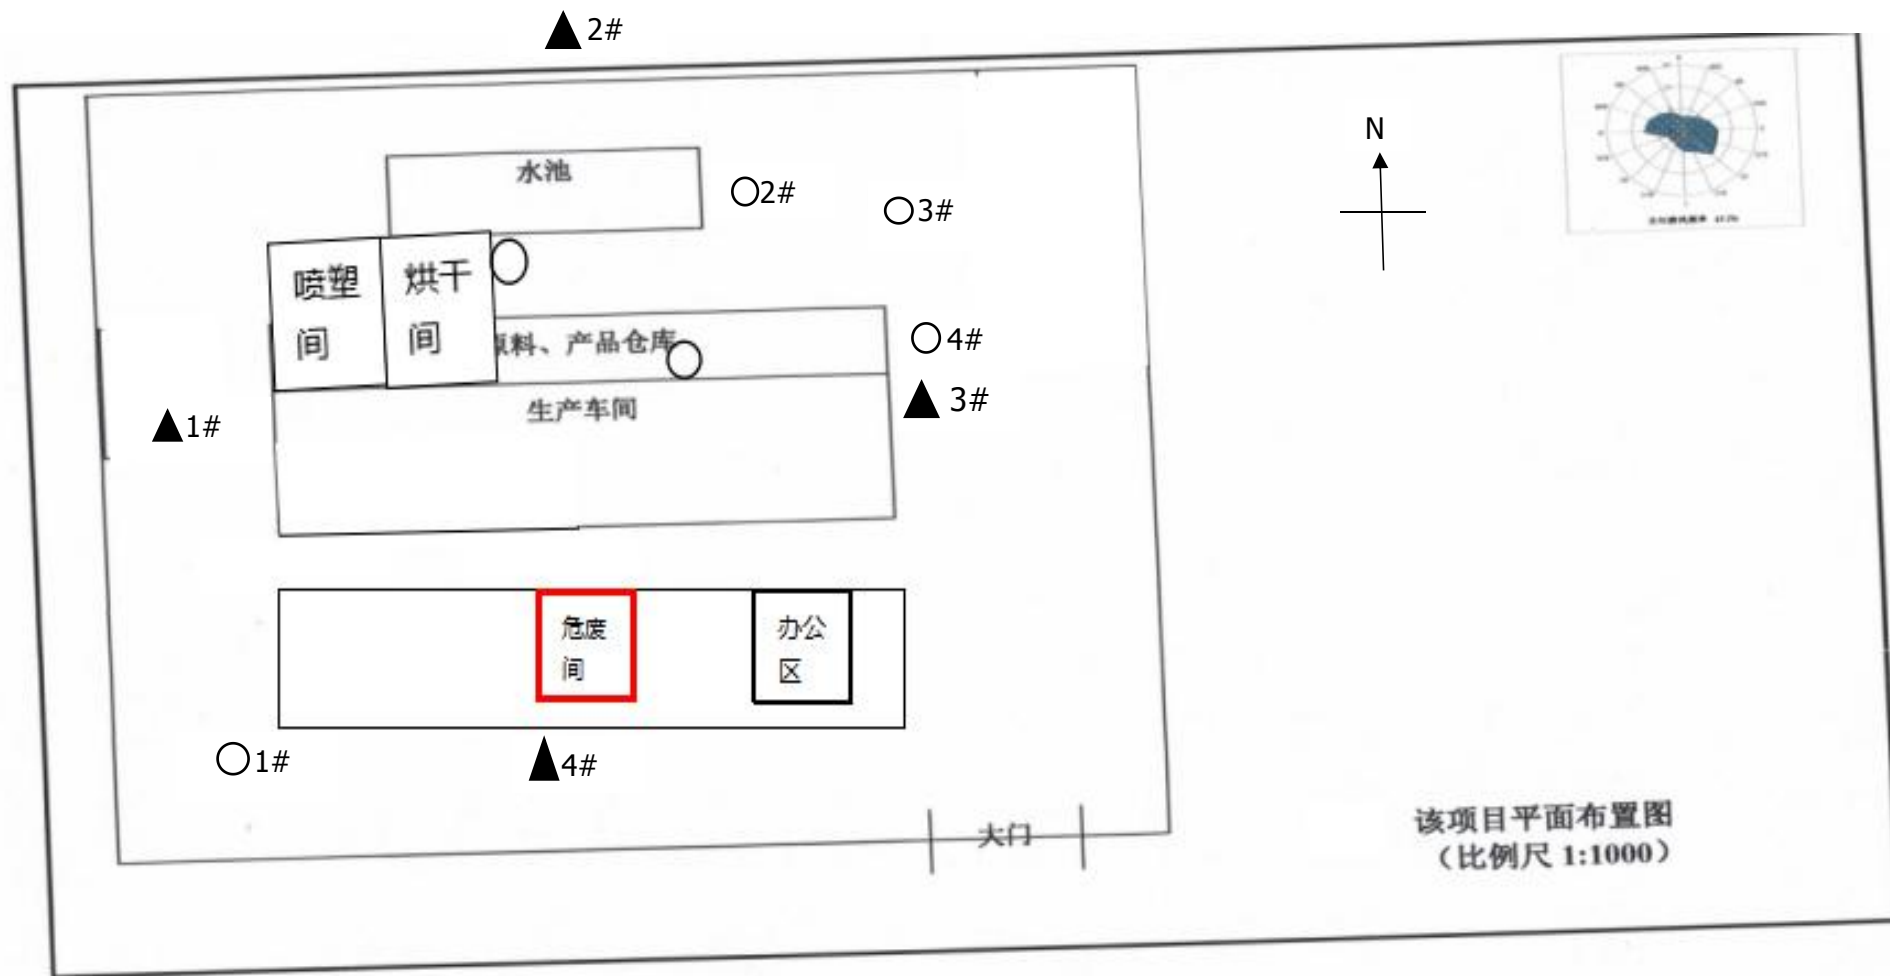 ▲2#
N
水池
○2#
○3#
喷塑
间
烘干
间
原料、产品仓库
○4#
▲3#
▲1#
生产车间
危废
间
办公
区
○1#
▲4#
大门
该项目平面布置图
（比例尺 1:1000）